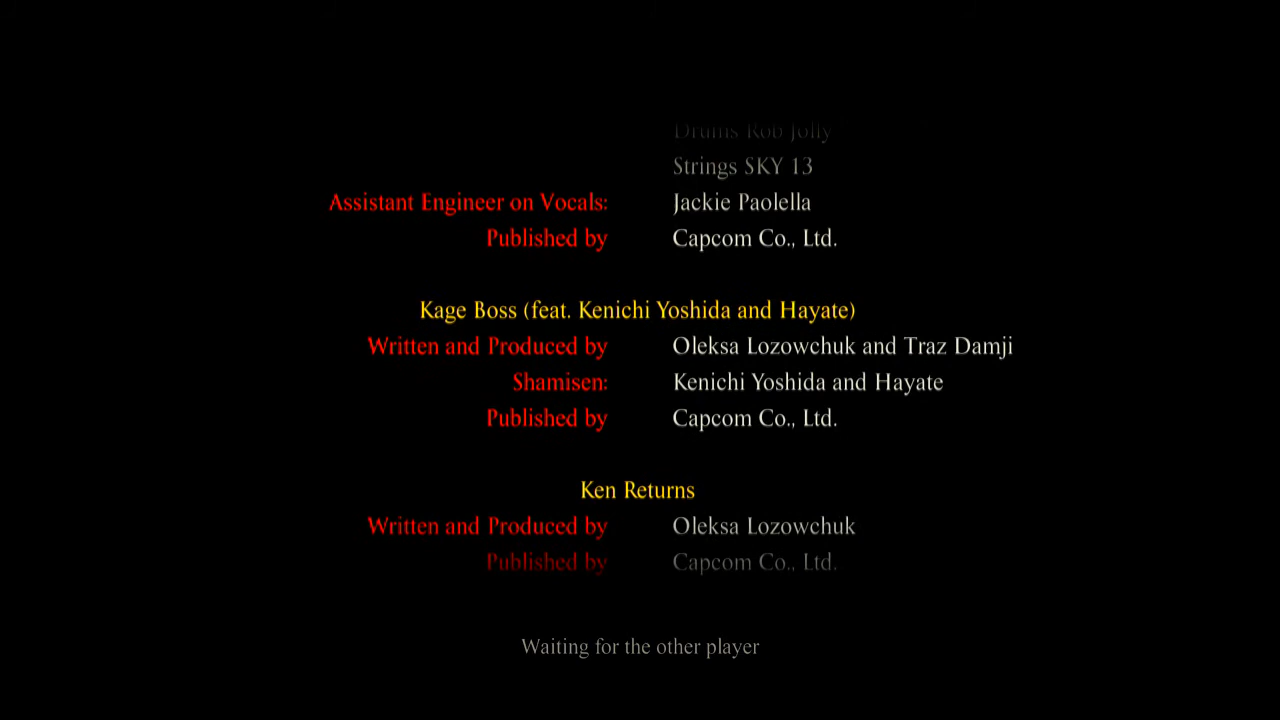 Drums Rob Jolly
Strings SKY 13
Assistant Engineer on Vocals: Jackie Paolella
Published by Capcom Co., Ltd.
Kage Boss (feat. Kenichi Yoshida and Hayate)
Written and Produced by Oleksa Lozowchuk and Traz Damji
Shamisen: Kenichi Yoshida and Hayate
Published by Capcom Co., Ltd.
Ken Returns
Written and Produced by Oleksa Lozowchuk
Published by Capcom Co., Ltd.
Waiting for the other player